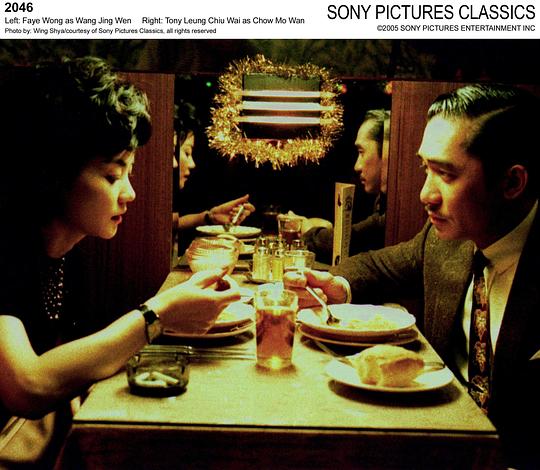 2046
Left: Faye Wong as Wang Jing Wen Right: Tony Leung Chiu Wai as Chow Mo Wan
Photo by: Wing Shya/courtesy of Sony Pictures Classics, all rights reserved
SONY PICTURES CLASSICS
©2005 SONY PICTURES ENTERTAINMENT INC